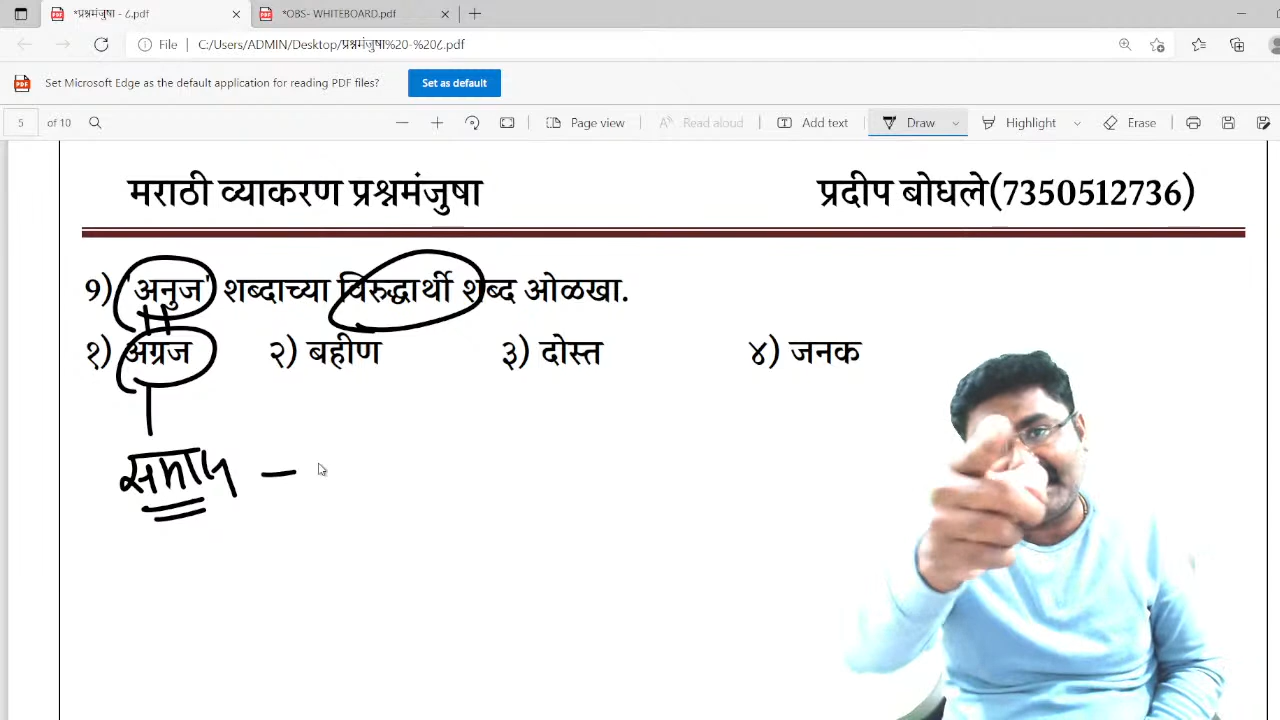 *प्रश्नमंजुषा - ८.pdf
*OBS- WHITEBOARD.pdf
File C:/Users/ADMIN/Desktop/प्रश्नमंजुषा%20-%20८.pdf
Set Microsoft Edge as the default application for reading PDF files? Set as default
5 of 10 Page view Read aloud Add text Draw Highlight Erase
मराठी व्याकरण प्रश्नमंजुषा प्रदीप बोधले(7350512736)
9) 'अनुज' शब्दाच्या विरुद्धार्थी शब्द ओळखा.
१) अग्रज २) बहीण ३) दोस्त ४) जनक